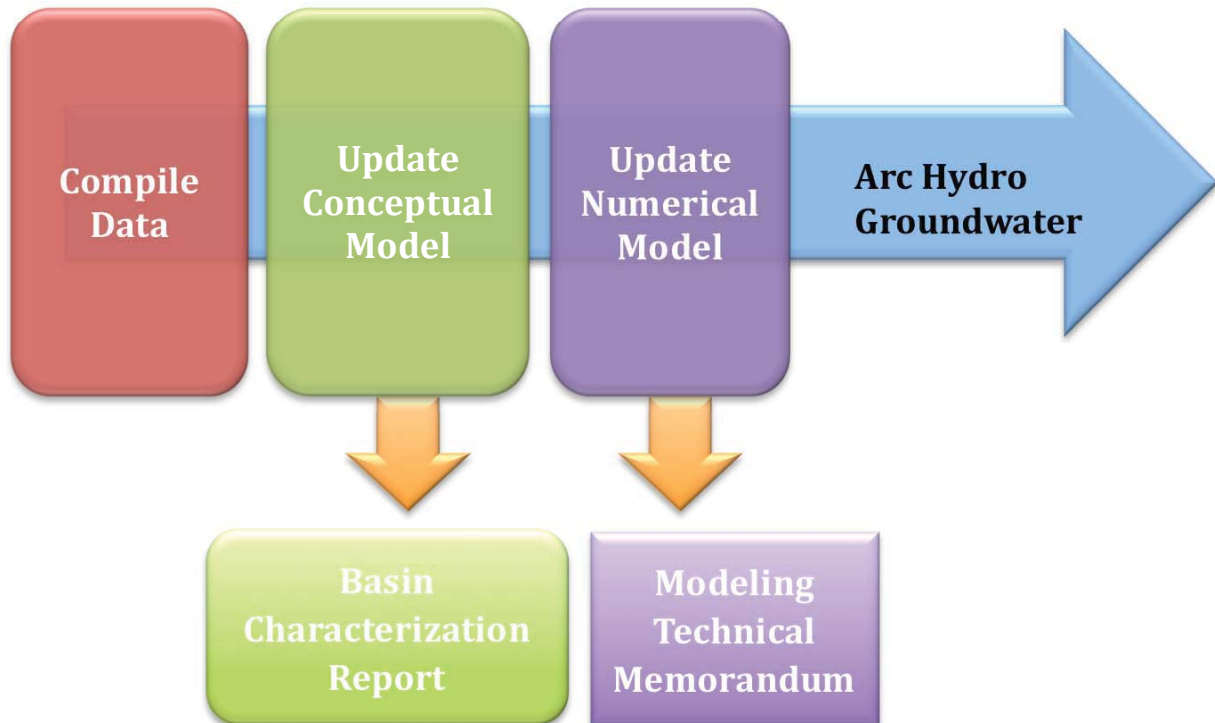 Compile
Data
Update
Conceptual
Model
Update
Numerical
Model
Arc Hydro
Groundwater
Basin
Characterization
Report
Modeling
Technical
Memorandum